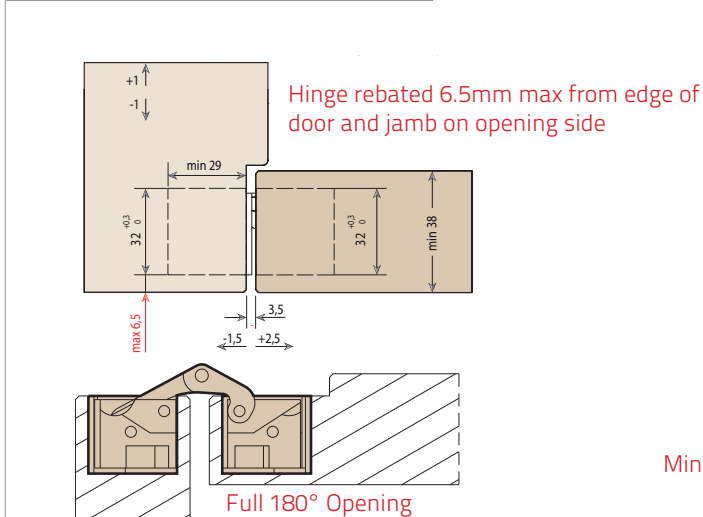 +1
-1
Hinge rebated 6.5mm max from edge of
door and jamb on opening side
min 29
32 +0,3 0
32 +0,3 0
min 38
max 6,5
3,5
-1,5 +2,5
Min
Full 180° Opening